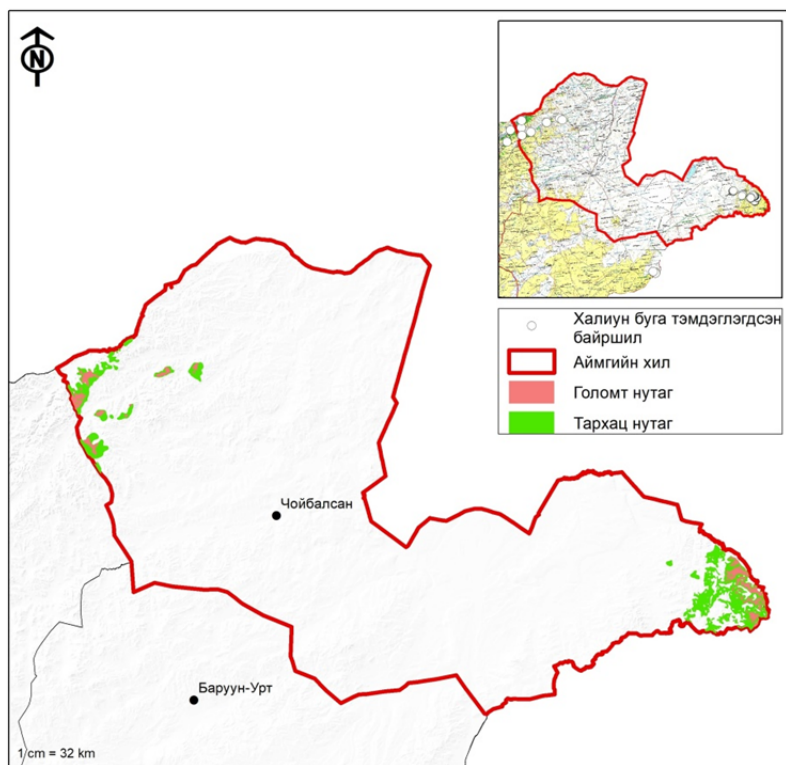 N
Халиун буга тэмдэглэгдсэн
байршил
Аймгийн хил
Голомт нутаг
Тархац нутаг
Чойбалсан
Баруун-Урт
1 cm = 32 km